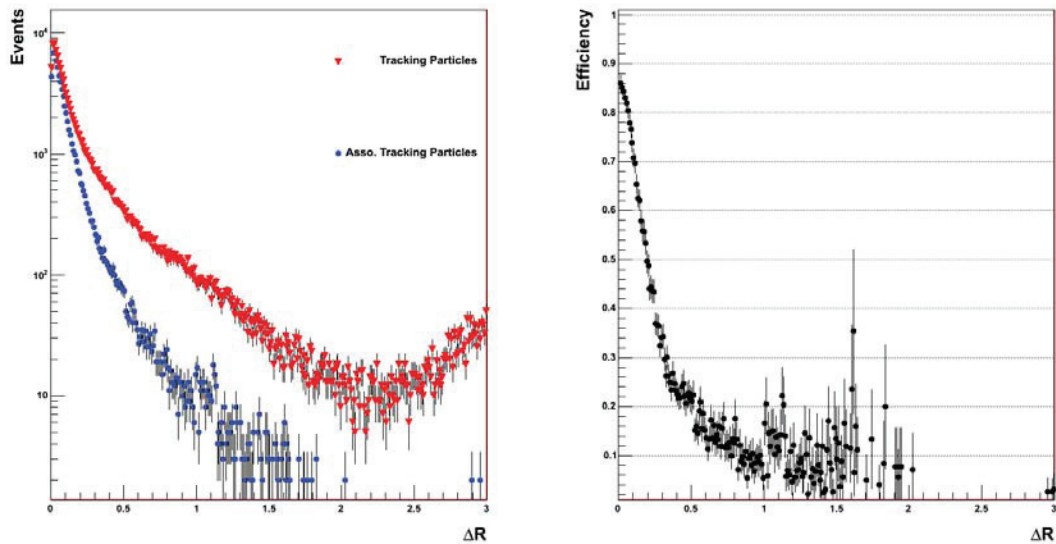 Events
10⁴
10³
10²
10
Tracking Particles
Asso. Tracking Particles
0 0.5 1 1.5 2 2.5 3
ΔR
Efficiency
1
0.9
0.8
0.7
0.6
0.5
0.4
0.3
0.2
0.1
0 0.5 1 1.5 2 2.5 3
ΔR